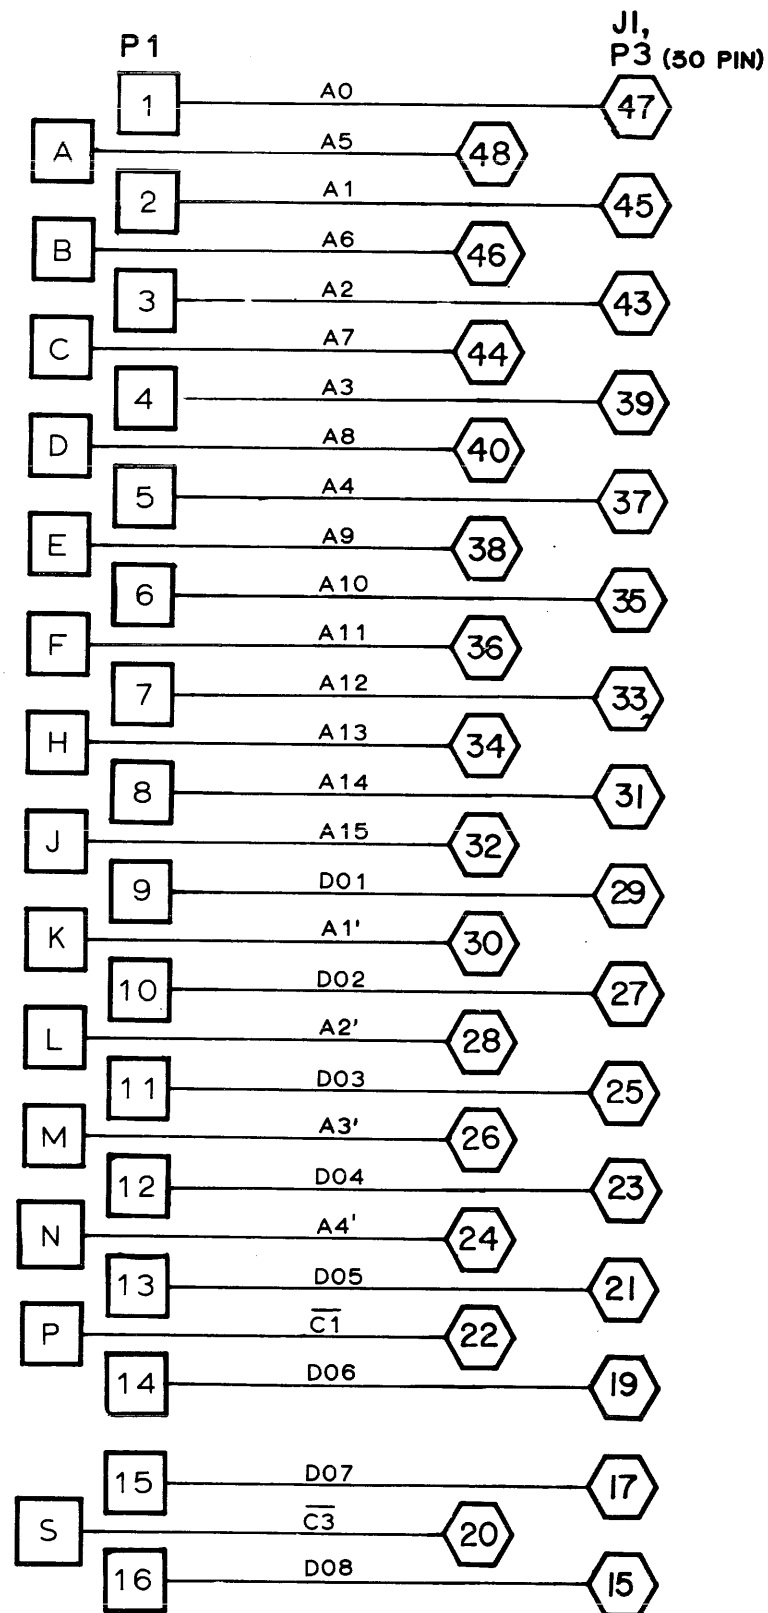 P1
J1,
P3 (50 PIN)
1 A0 47
A A5 48
2 A1 45
B A6 46
3 A2 43
C A7 44
4 A3 39
D A8 40
5 A4 37
E A9 38
6 A10 35
F A11 36
7 A12 33
H A13 34
8 A14 31
J A15 32
9 D01 29
K A1' 30
10 D02 27
L A2' 28
11 D03 25
M A3' 26
12 D04 23
N A4' 24
13 D05 21
P C̅1̅ 22
14 D06 19
15 D07 17
S C̅3̅ 20
16 D08 15